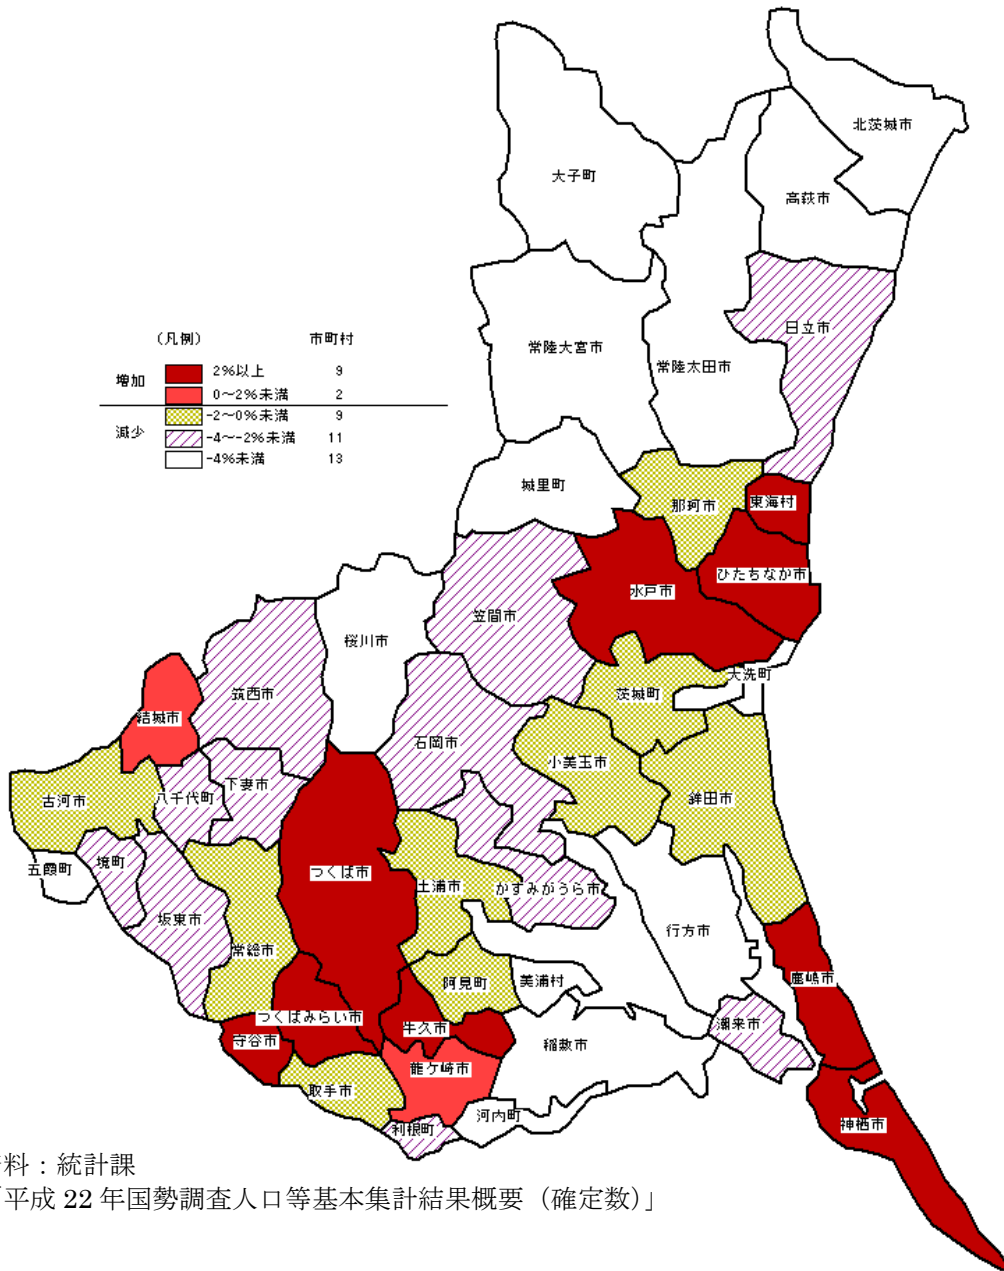 北茨城市
大子町
高萩市
日立市
常陸大宮市
常陸太田市
(凡例) 市町村
増加 2%以上 9
0~2%未満 2
減少 -2~0%未満 9
-4~-2%未満 11
-4%未満 13
城里町
那珂市
東海村
ひたちなか市
水戸市
笠間市
桜川市
大洗町
茨城町
筑西市
結城市
石岡市
小美玉市
下妻市
八千代町
鉾田市
古河市
五霞町
境町
つくば市
土浦市
かすみがうら市
坂東市
行方市
常総市
阿見町
美浦村
鹿嶋市
つくばみらい市
牛久市
潮来市
守谷市
稲敷市
龍ケ崎市
取手市
河内町
神栖市
利根町
料：統計課
「平成 22 年国勢調査人口等基本集計結果概要（確定数）」